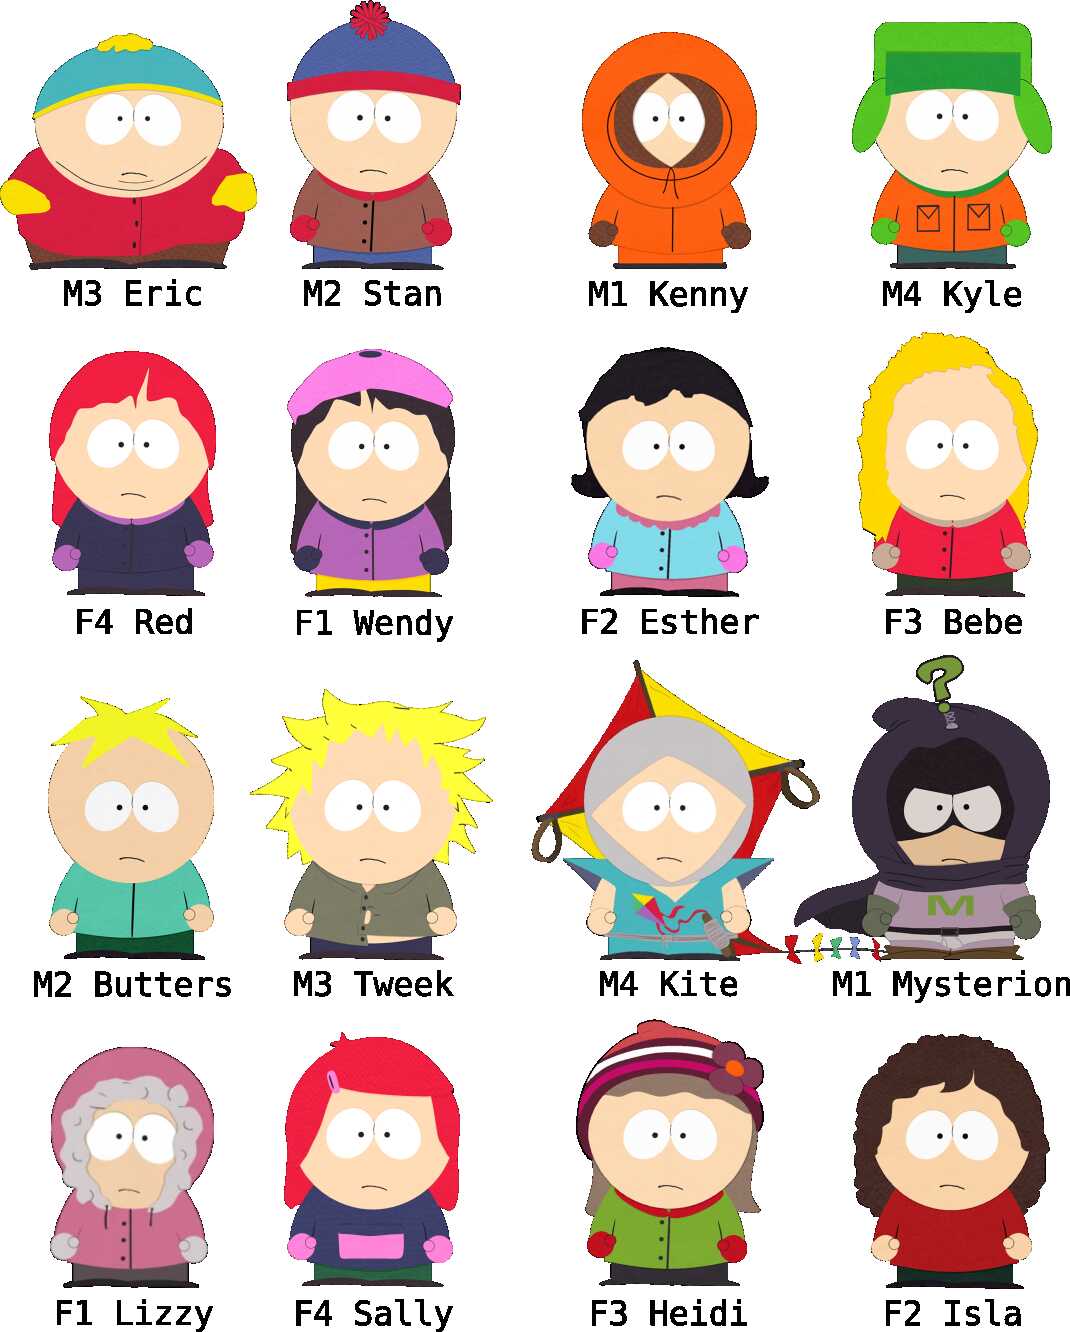 M3 Eric
M2 Stan
M1 Kenny
M4 Kyle
F4 Red
F1 Wendy
F2 Esther
F3 Bebe
?
M
M2 Butters
M3 Tweek
M4 Kite
M1 Mysterion
F1 Lizzy
F4 Sally
F3 Heidi
F2 Isla